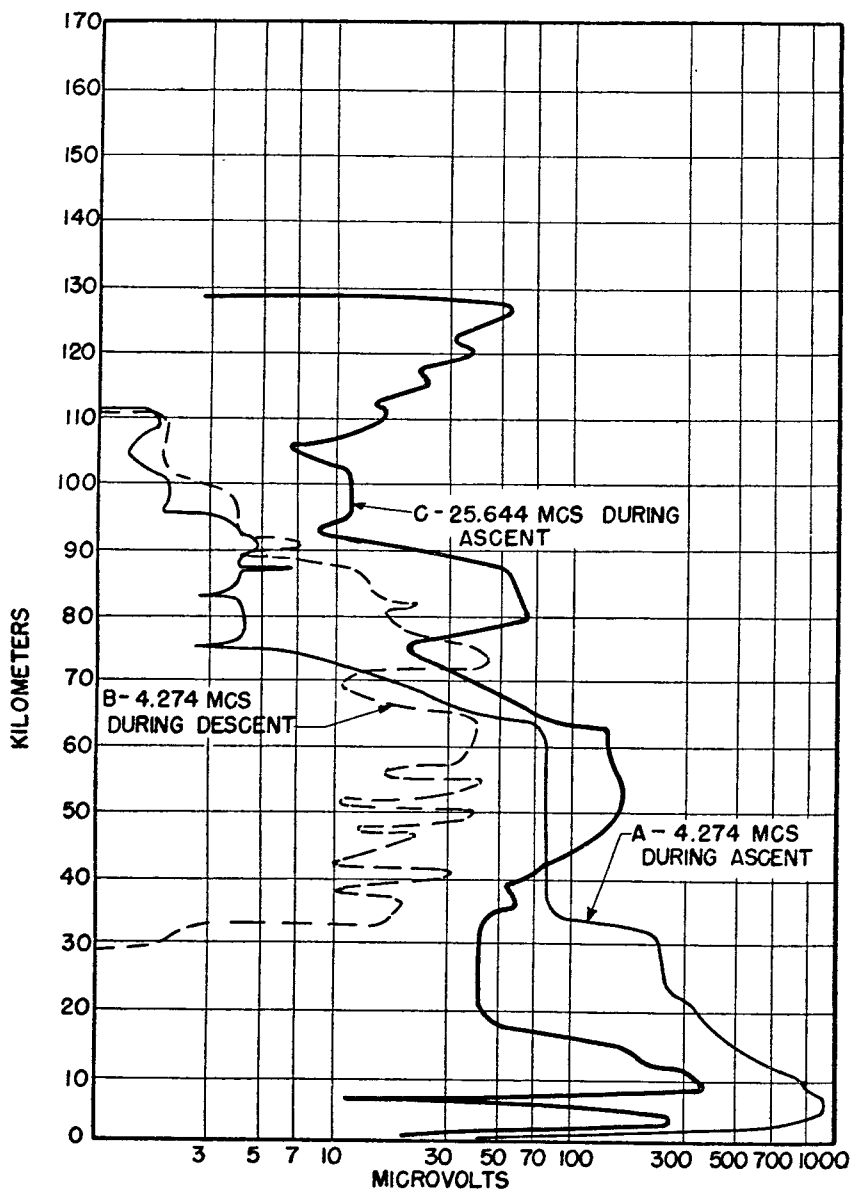 170
160
150
140
130
120
110
100
90
80
70
60
50
40
30
20
10
0
KILOMETERS
C-25.644 MCS DURING
ASCENT
B-4.274 MCS
DURING DESCENT
A-4.274 MCS
DURING ASCENT
3 5 7 10 30 50 70 100 300 500 700 1000
MICROVOLTS